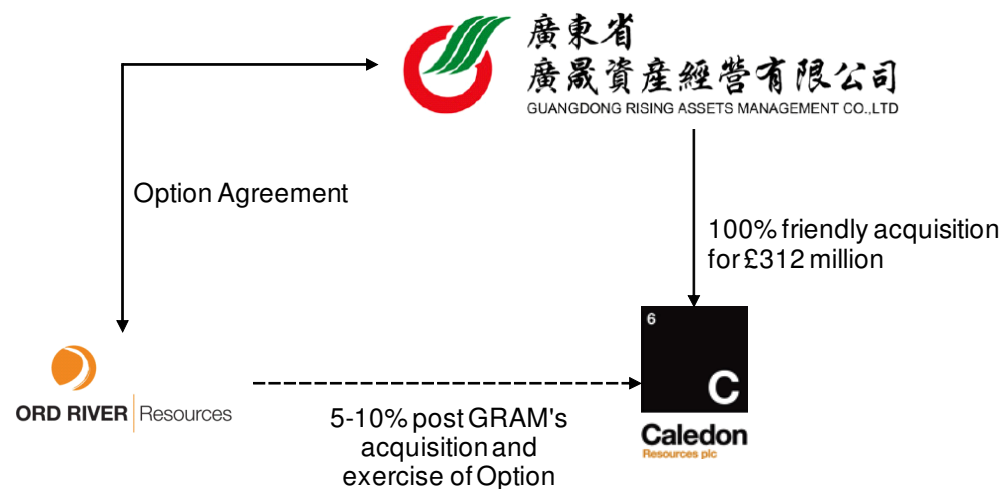 廣東省
廣晟資產經營有限公司
GUANGDONG RISING ASSETS MANAGEMENT CO.,LTD
Option Agreement
100% friendly acquisition
for £312 million
6
C
Caledon
Resources plc
ORD RIVER Resources
5-10% post GRAM's
acquisition and
exercise of Option